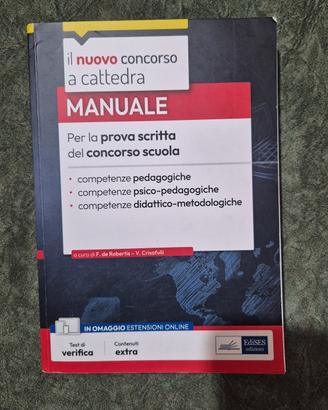 il nuovo concorso
a cattedra
MANUALE
Per la prova scritta
del concorso scuola
• competenze pedagogiche
• competenze psico-pedagogiche
• competenze didattico-metodologiche
a cura di F. de Robertis – V. Crisafulli
IN OMAGGIO ESTENSIONI ONLINE
Test di
verifica
Contenuti
extra
EdiSES
edizioni